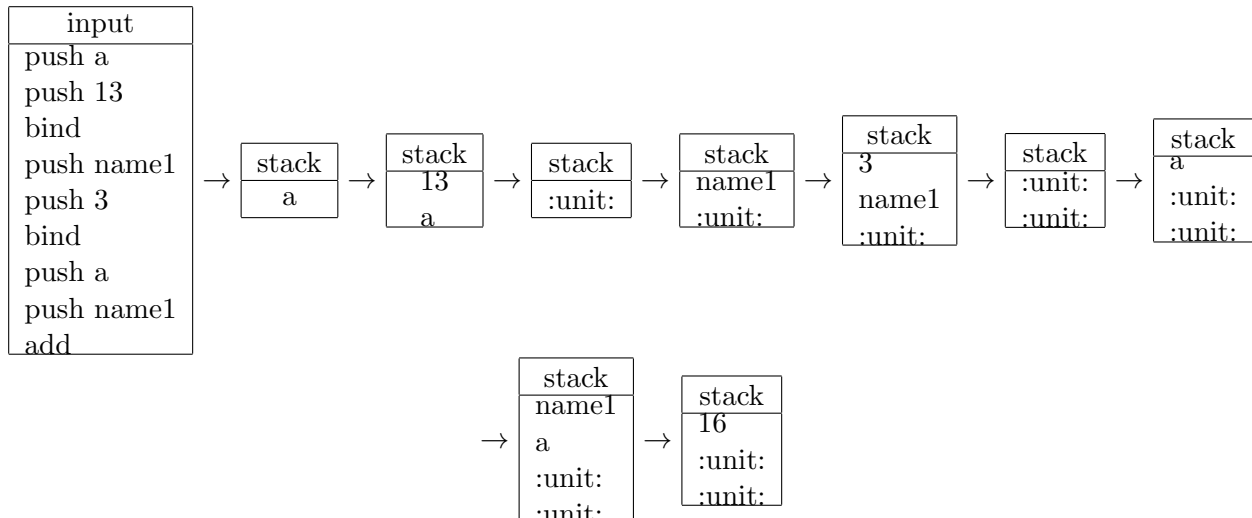 input
push a
push 13
bind
push name1
push 3
bind
push a
push name1
add
→
stack
a
→
stack
13
a
→
stack
:unit:
→
stack
name1
:unit:
→
stack
3
name1
:unit:
→
stack
:unit:
:unit:
→
stack
a
:unit:
:unit:
→
stack
name1
a
:unit:
:unit:
→
stack
16
:unit:
:unit: